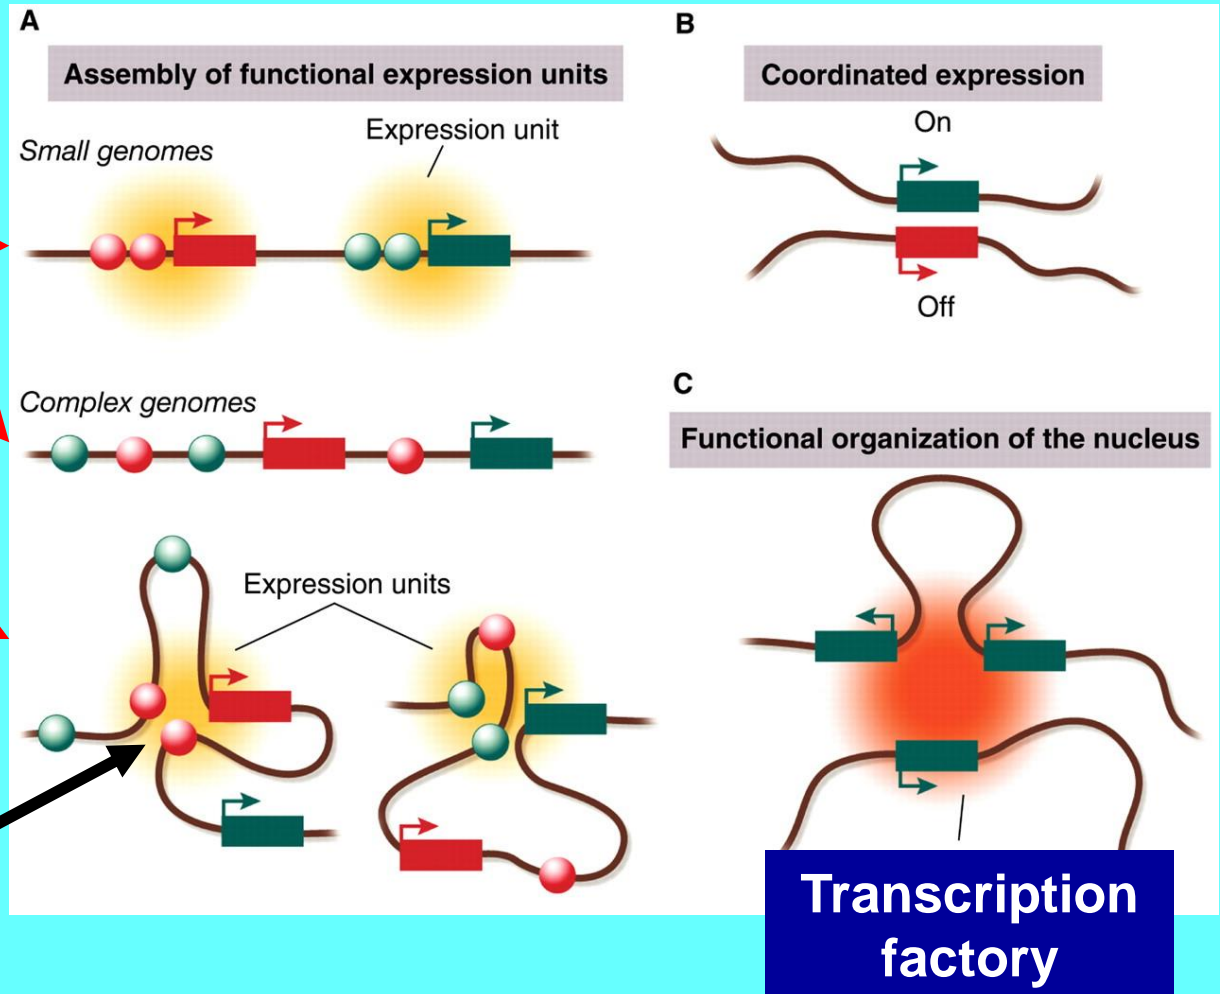 A
Assembly of functional expression units
Small genomes
Expression unit
Complex genomes
Expression units
B
Coordinated expression
On
Off
C
Functional organization of the nucleus
Transcription
factory